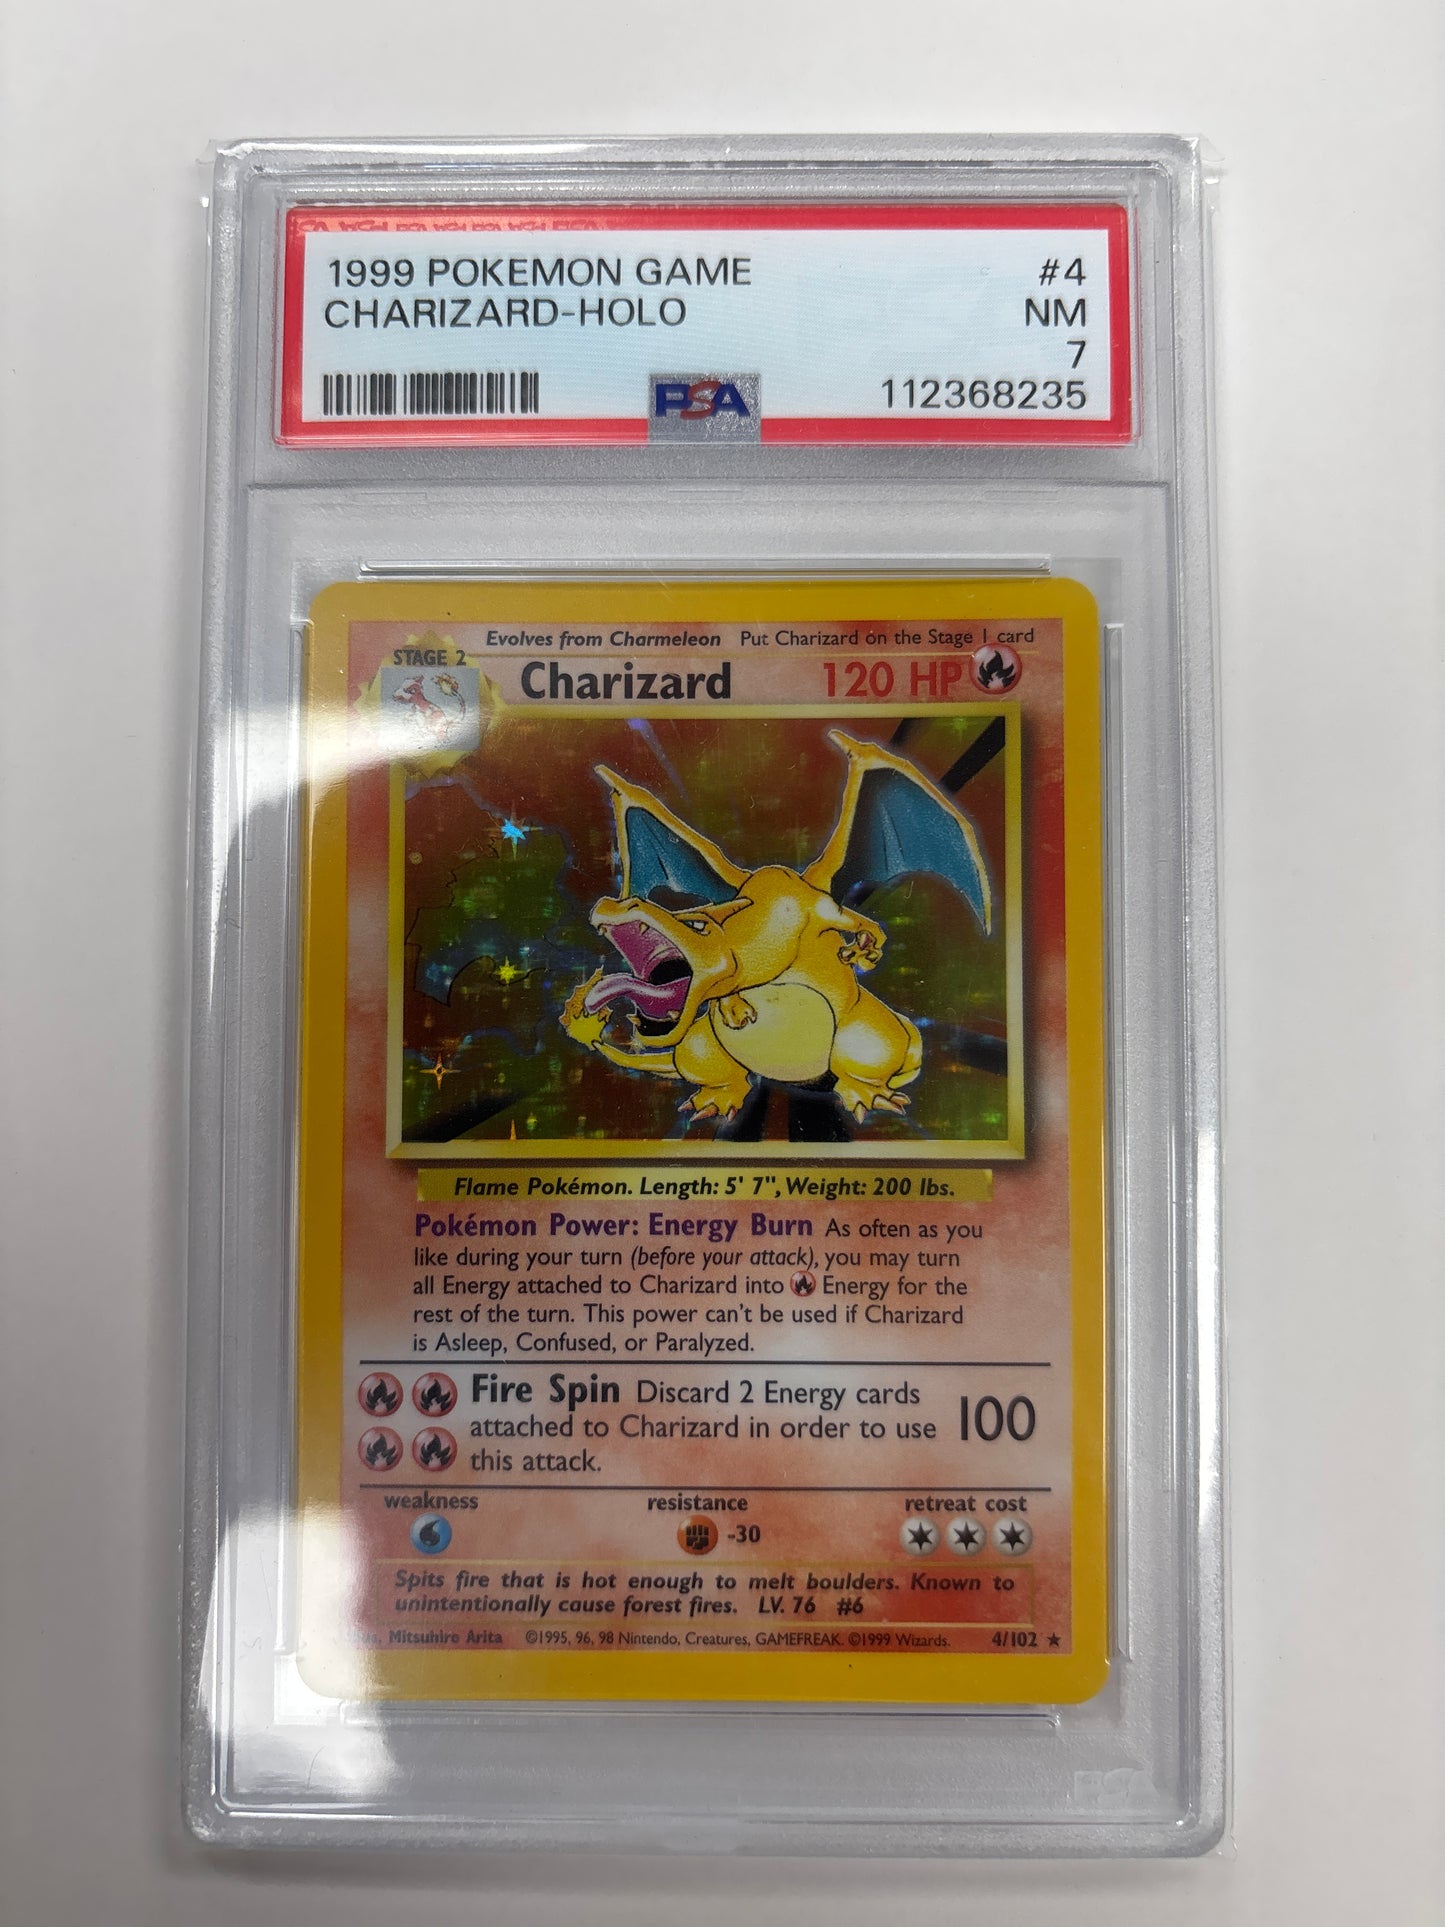 1999 POKEMON GAME #4
CHARIZARD-HOLO NM
7
PSA 112368235
Evolves from Charmeleon Put Charizard on the Stage 1 card
STAGE 2
Charizard 120 HP
Flame Pokémon. Length: 5' 7", Weight: 200 lbs.
Pokémon Power: Energy Burn As often as you
like during your turn (before your attack), you may turn
all Energy attached to Charizard into Energy for the
rest of the turn. This power can't be used if Charizard
is Asleep, Confused, or Paralyzed.
Fire Spin Discard 2 Energy cards
attached to Charizard in order to use 100
this attack.
weakness resistance retreat cost
-30
Spits fire that is hot enough to melt boulders. Known to
unintentionally cause forest fires. LV. 76 #6
Mitsuhiro Arita ©1995, 96, 98 Nintendo, Creatures, GAMEFREAK. ©1999 Wizards. 4/102 ★
PSA